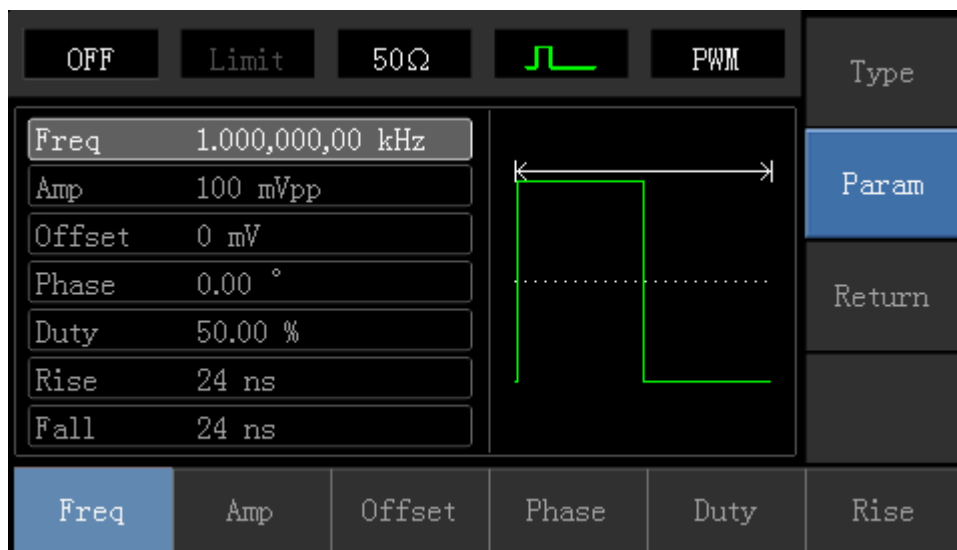 OFF Limit 50Ω PWM
Type
Freq 1.000,000,00 kHz
Amp 100 mVpp
Param
Offset 0 mV
Phase 0.00 °
Return
Duty 50.00 %
Rise 24 ns
Fall 24 ns
Freq Amp Offset Phase Duty Rise